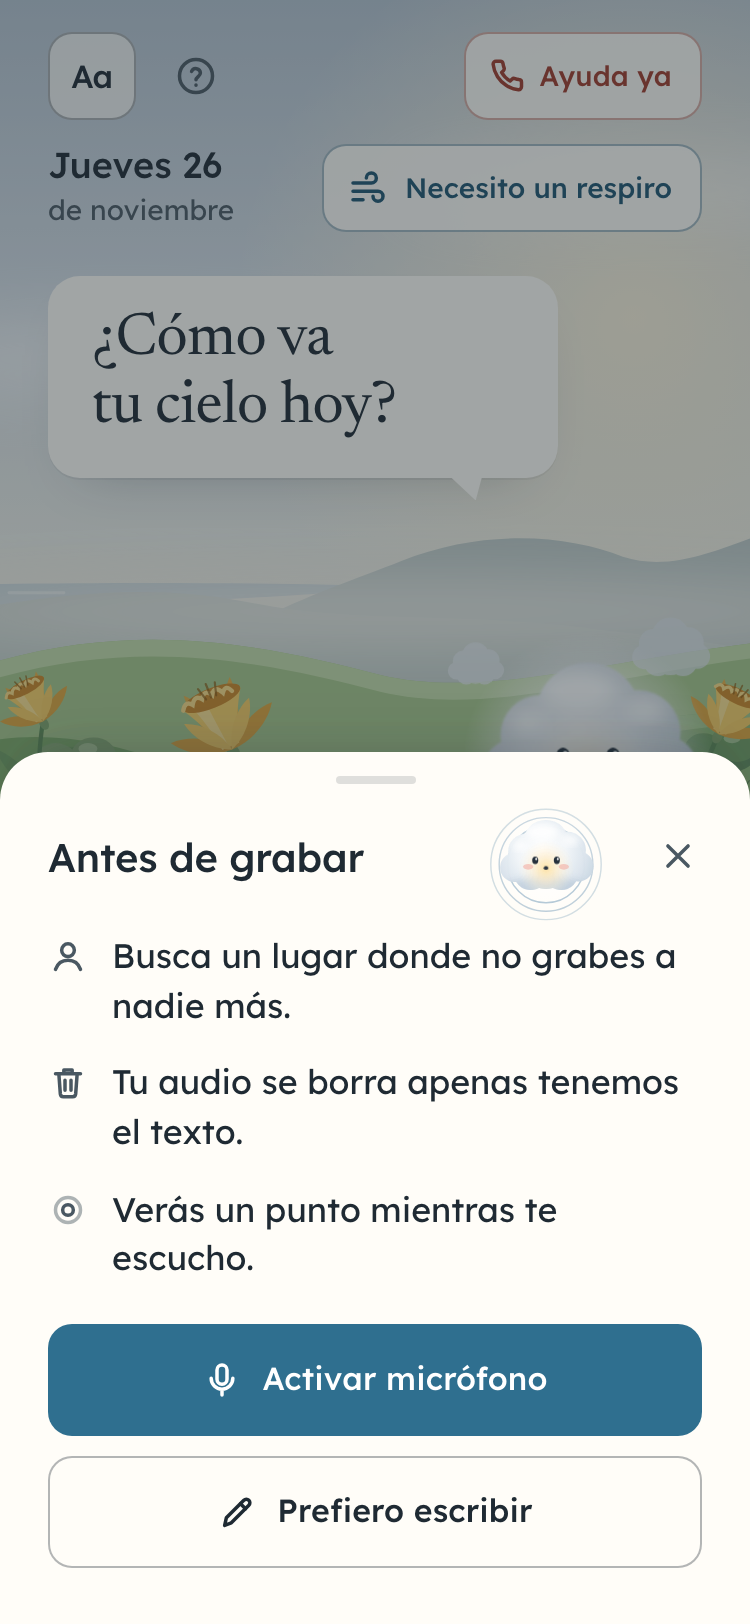 Aa
Ayuda ya
Jueves 26
de noviembre
Necesito un respiro
¿Cómo va
tu cielo hoy?
Antes de grabar
Busca un lugar donde no grabes a
nadie más.
Tu audio se borra apenas tenemos
el texto.
Verás un punto mientras te
escucho.
Activar micrófono
Prefiero escribir